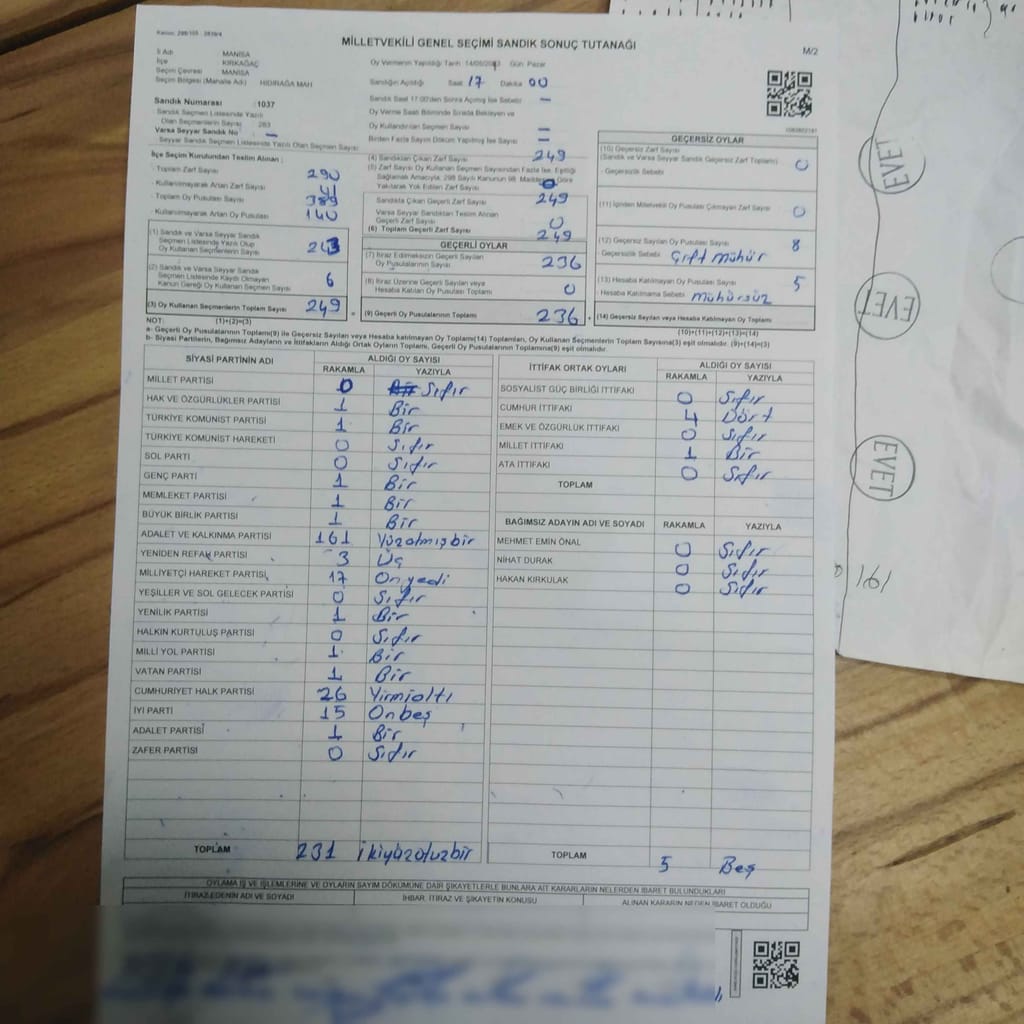 Kanun: 298/105 - 2839/4
MİLLETVEKİLİ GENEL SEÇİMİ SANDIK SONUÇ TUTANAĞI
M/2
İl Adı MANİSA
İlçe KIRKAĞAÇ
Seçim Çevresi MANİSA
Seçim Bölgesi (Mahalle Adı) HIDIRAĞA MAH
Oy Vermenin Yapıldığı Tarih 14/05/2023 Gün: Pazar
Sandığın Açıldığı Saat 17 Dakika 00
Sandık Saat 17:00'den Sonra Açılmış İse Sebebi —
Sandık Numarası :1037
Sandık Seçmen Listesinde Yazılı
Olan Seçmenlerin Sayısı 283
Varsa Seyyar Sandık No —
Seyyar Sandık Seçmen Listesinde Yazılı Olan Seçmen Sayısı
Oy Verme Saati Bitiminde Sırada Bekleyen ve
Oy Kullandırılan Seçmen Sayısı —
Birden Fazla Sayım Döküm Yapılmış İse Sayısı —
İlçe Seçim Kurulundan Teslim Alınan ;
Toplam Zarf Sayısı 290
Kullanılmayarak Artan Zarf Sayısı 41
Toplam Oy Pusulası Sayısı 389
Kullanılmayarak Artan Oy Pusulası 140
(1) Sandık ve Varsa Seyyar Sandık
Seçmen Listesinde Yazılı Olup
Oy Kullanan Seçmenlerin Sayısı 243
(2) Sandık ve Varsa Seyyar Sandık
Seçmen Listesinde Kayıtlı Olmayan
Kanun Gereği Oy Kullanan Seçmen Sayısı 6
(3) Oy Kullanan Seçmenlerin Toplam Sayısı 249
(4) Sandıktan Çıkan Zarf Sayısı 249
(5) Zarf Sayısı Oy Kullanan Seçmen Sayısından Fazla İse, Eşitliği
Sağlamak Amacıyla, 298 Sayılı Kanunun 98. Maddesine Göre
Yakılarak Yok Edilen Zarf Sayısı 0
Sandıkta Çıkan Geçerli Zarf Sayısı 249
Varsa Seyyar Sandıktan Teslim Alınan
Geçerli Zarf Sayısı 0
(6) Toplam Geçerli Zarf Sayısı 249
GEÇERLİ OYLAR
(7) İtiraz Edilmeksizin Geçerli Sayılan
Oy Pusulalarının Sayısı 236
(8) İtiraz Üzerine Geçerli Sayılan veya
Hesaba Katılan Oy Pusulası Toplamı 0
(9) Geçerli Oy Pusulalarının Toplamı 236
GEÇERSİZ OYLAR
(10) Geçersiz Zarf Sayısı
(Sandık ve Varsa Seyyar Sandık Geçersiz Zarf Toplamı) 0
Geçersizlik Sebebi
(11) İçinden Milletvekili Oy Pusulası Çıkmayan Zarf Sayısı 0
(12) Geçersiz Sayılan Oy Pusulası Sayısı 8
Geçersizlik Sebebi Çift mühür
(13) Hesaba Katılmayan Oy Pusulası Sayısı 5
Hesaba Katılmama Sebebi Mühürsüz
(14) Geçersiz Sayılan veya Hesaba Katılmayan Oy Pusulası Toplamı
NOT: (1)+(2)=(3) (10)+(11)+(12)+(13)=(14)
a- Geçerli Oy Pusulalarının Toplamı(9) ile Geçersiz Sayılan veya Hesaba katılmayan Oy Pusulası Toplamı(14) Toplamları, Oy Kullanan Seçmenlerin Toplam Sayısına(3) eşit olmalıdır. (9)+(14)=(3)
b- Siyasi Partilerin, Bağımsız Adayların ve İttifakların Aldığı Ortak Oyların Toplamı, Geçerli Oy Pusulalarının Toplamına(9) eşit olmalıdır.
SİYASİ PARTİNİN ADI ALDIĞI OY SAYISI
RAKAMLA YAZIYLA
MİLLET PARTİSİ 0 Sıfır
HAK VE ÖZGÜRLÜKLER PARTİSİ 1 Bir
TÜRKİYE KOMÜNİST PARTİSİ 1 Bir
TÜRKİYE KOMÜNİST HAREKETİ 0 Sıfır
SOL PARTİ 0 Sıfır
GENÇ PARTİ 1 Bir
MEMLEKET PARTİSİ 1 Bir
BÜYÜK BİRLİK PARTİSİ 1 Bir
ADALET VE KALKINMA PARTİSİ 161 Yüzatmışbir
YENİDEN REFAH PARTİSİ 3 Üç
MİLLİYETÇİ HAREKET PARTİSİ 17 Onyedi
YEŞİLLER VE SOL GELECEK PARTİSİ 0 Sıfır
YENİLİK PARTİSİ 1 Bir
HALKIN KURTULUŞ PARTİSİ 0 Sıfır
MİLLİ YOL PARTİSİ 1 Bir
VATAN PARTİSİ 1 Bir
CUMHURİYET HALK PARTİSİ 26 Yirmialtı
İYİ PARTİ 15 Onbeş
ADALET PARTİSİ 1 Bir
ZAFER PARTİSİ 0 Sıfır
TOPLAM 231 ikiyüzotuzbir
İTTİFAK ORTAK OYLARI ALDIĞI OY SAYISI
RAKAMLA YAZIYLA
SOSYALİST GÜÇ BİRLİĞİ İTTİFAKI 0 Sıfır
CUMHUR İTTİFAKI 4 Dört
EMEK VE ÖZGÜRLÜK İTTİFAKI 0 Sıfır
MİLLET İTTİFAKI 1 Bir
ATA İTTİFAKI 0 Sıfır
TOPLAM
BAĞIMSIZ ADAYIN ADI VE SOYADI RAKAMLA YAZIYLA
MEHMET EMİN ÖNAL 0 Sıfır
NİHAT DURAK 0 Sıfır
HAKAN KIRKULAK 0 Sıfır
TOPLAM 5 Beş
OYLAMA İŞ VE İŞLEMLERİNE VE OYLARIN SAYIM DÖKÜMÜNE DAİR ŞİKAYETLERLE BUNLARA AİT KARARLARIN NELERDEN İBARET BULUNDUKLARI
İTİRAZ EDENİN ADI VE SOYADI İHBAR, İTİRAZ VE ŞİKAYETİN KONUSU ALINAN KARARIN NEDEN İBARET OLDUĞU
EVET
EVET
EVET
161